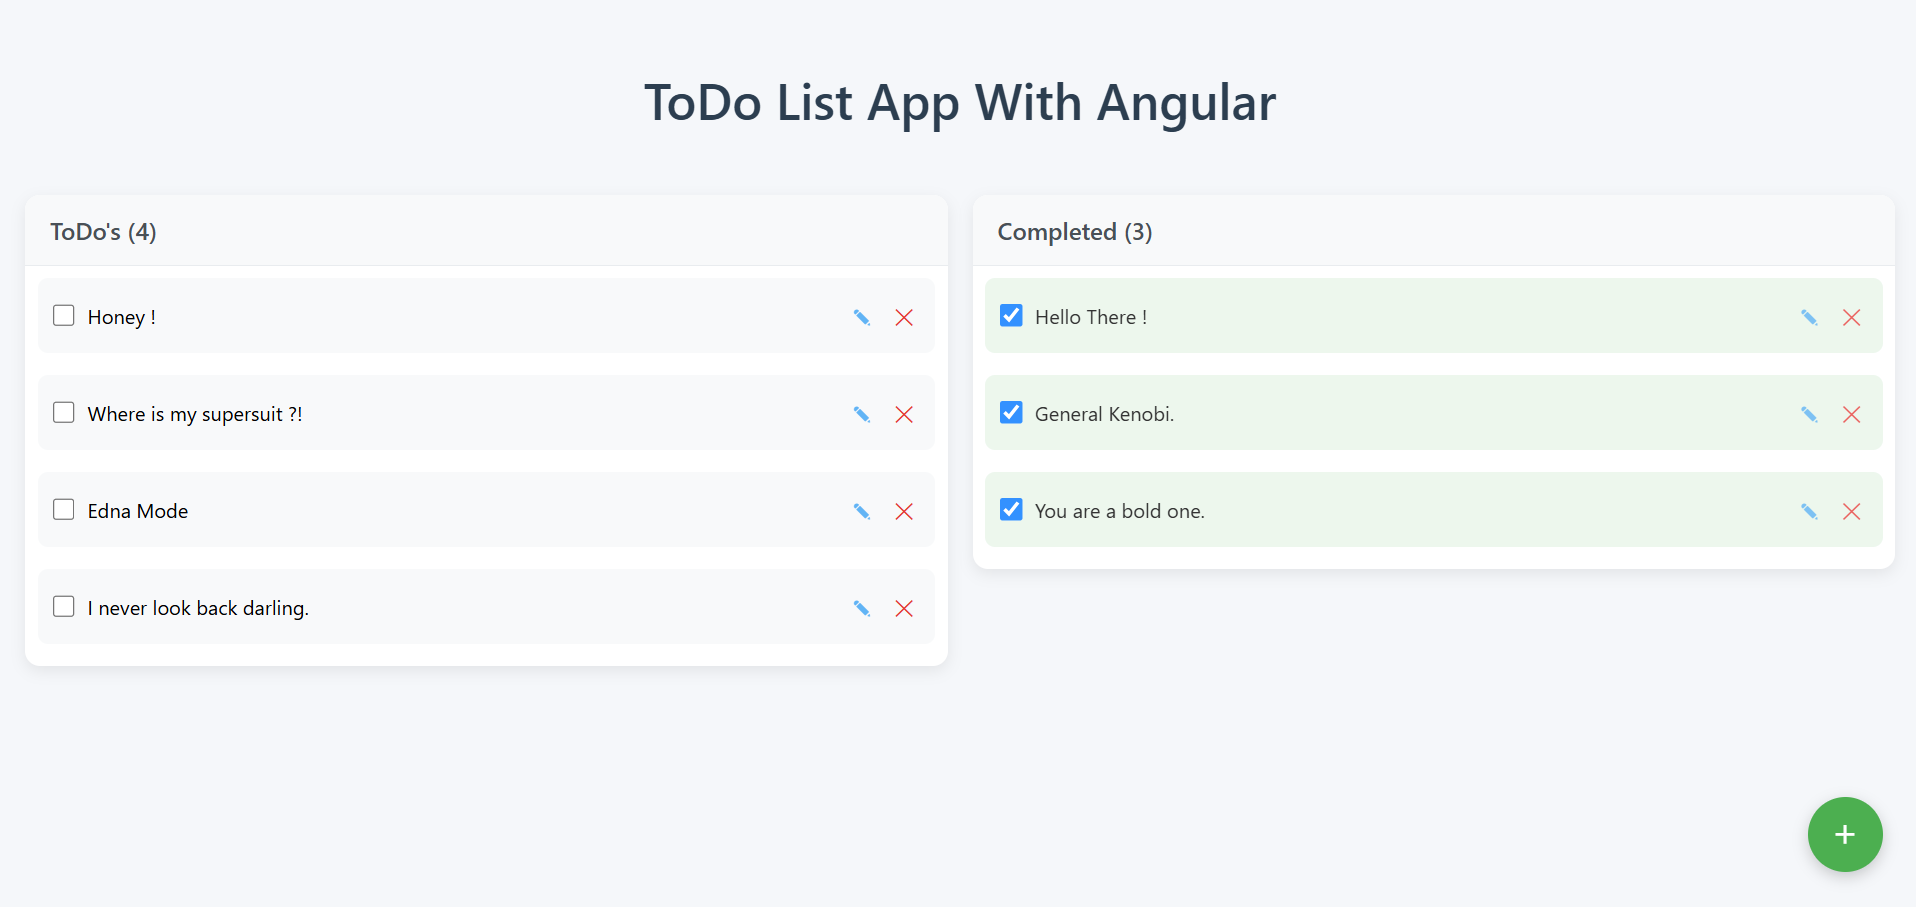 ToDo List App With Angular
ToDo's (4)
Honey !
Where is my supersuit ?!
Edna Mode
I never look back darling.
Completed (3)
Hello There !
General Kenobi.
You are a bold one.
+